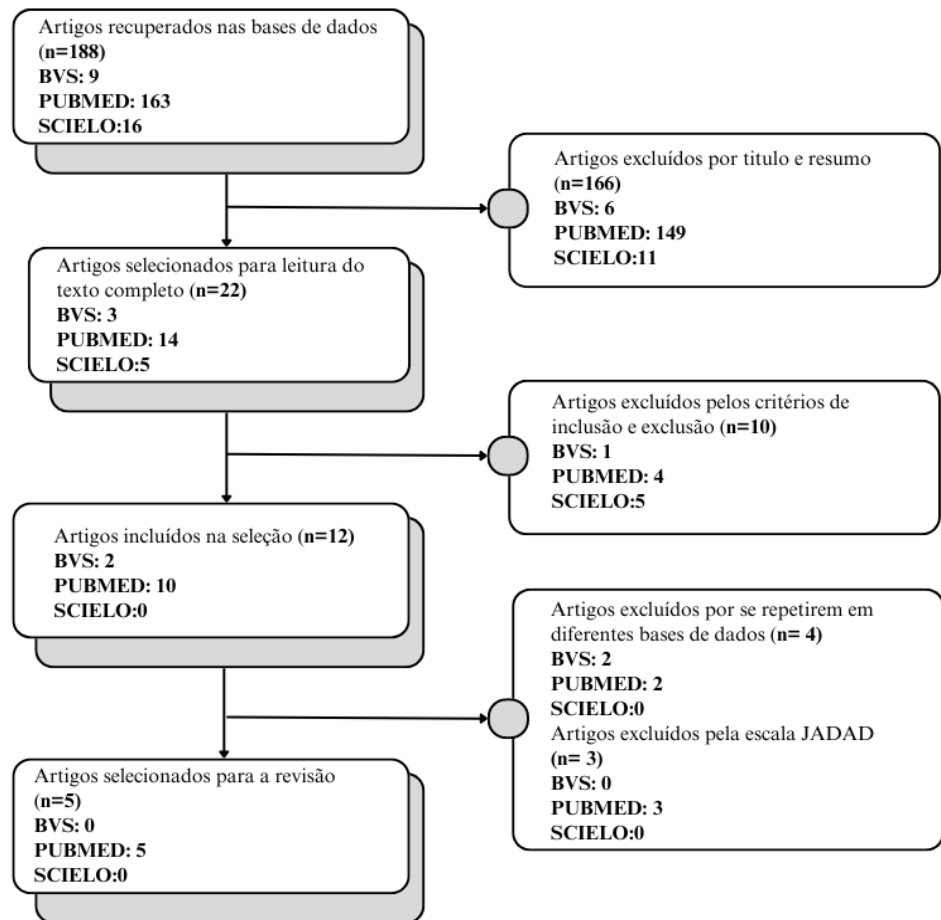 Artigos recuperados nas bases de dados
(n=188)
BVS: 9
PUBMED: 163
SCIELO:16
Artigos excluídos por titulo e resumo
(n=166)
BVS: 6
PUBMED: 149
SCIELO:11
Artigos selecionados para leitura do
texto completo (n=22)
BVS: 3
PUBMED: 14
SCIELO:5
Artigos excluídos pelos critérios de
inclusão e exclusão (n=10)
BVS: 1
PUBMED: 4
SCIELO:5
Artigos incluídos na seleção (n=12)
BVS: 2
PUBMED: 10
SCIELO:0
Artigos excluídos por se repetirem em
diferentes bases de dados (n= 4)
BVS: 2
PUBMED: 2
SCIELO:0
Artigos excluídos pela escala JADAD
(n= 3)
BVS: 0
PUBMED: 3
SCIELO:0
Artigos selecionados para a revisão
(n=5)
BVS: 0
PUBMED: 5
SCIELO:0